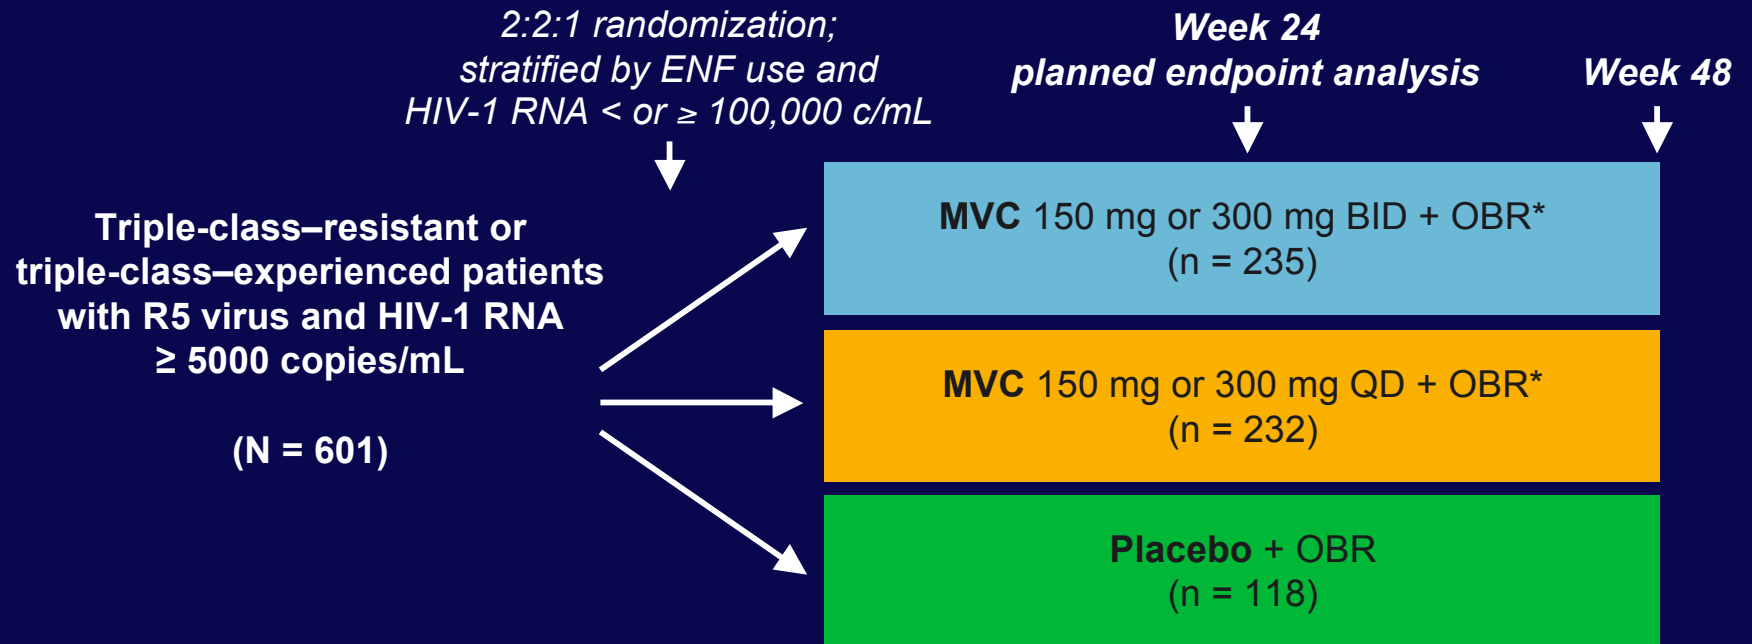 2:2:1 randomization;
stratified by ENF use and
HIV-1 RNA < or ≥ 100,000 c/mL
Week 24
planned endpoint analysis
Week 48
Triple-class–resistant or
triple-class–experienced patients
with R5 virus and HIV-1 RNA
≥ 5000 copies/mL
(N = 601)
MVC 150 mg or 300 mg BID + OBR*
(n = 235)
MVC 150 mg or 300 mg QD + OBR*
(n = 232)
Placebo + OBR
(n = 118)